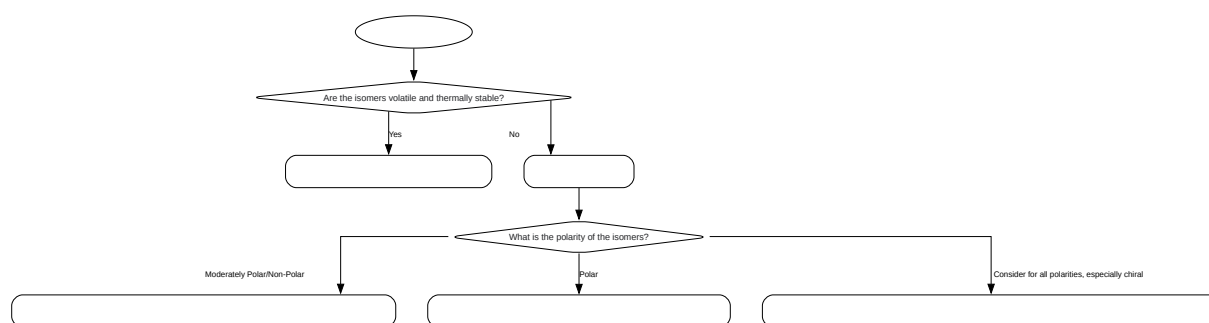 Are the isomers volatile and thermally stable?
Yes
No
What is the polarity of the isomers?
Moderately Polar/Non-Polar
Polar
Consider for all polarities, especially chiral